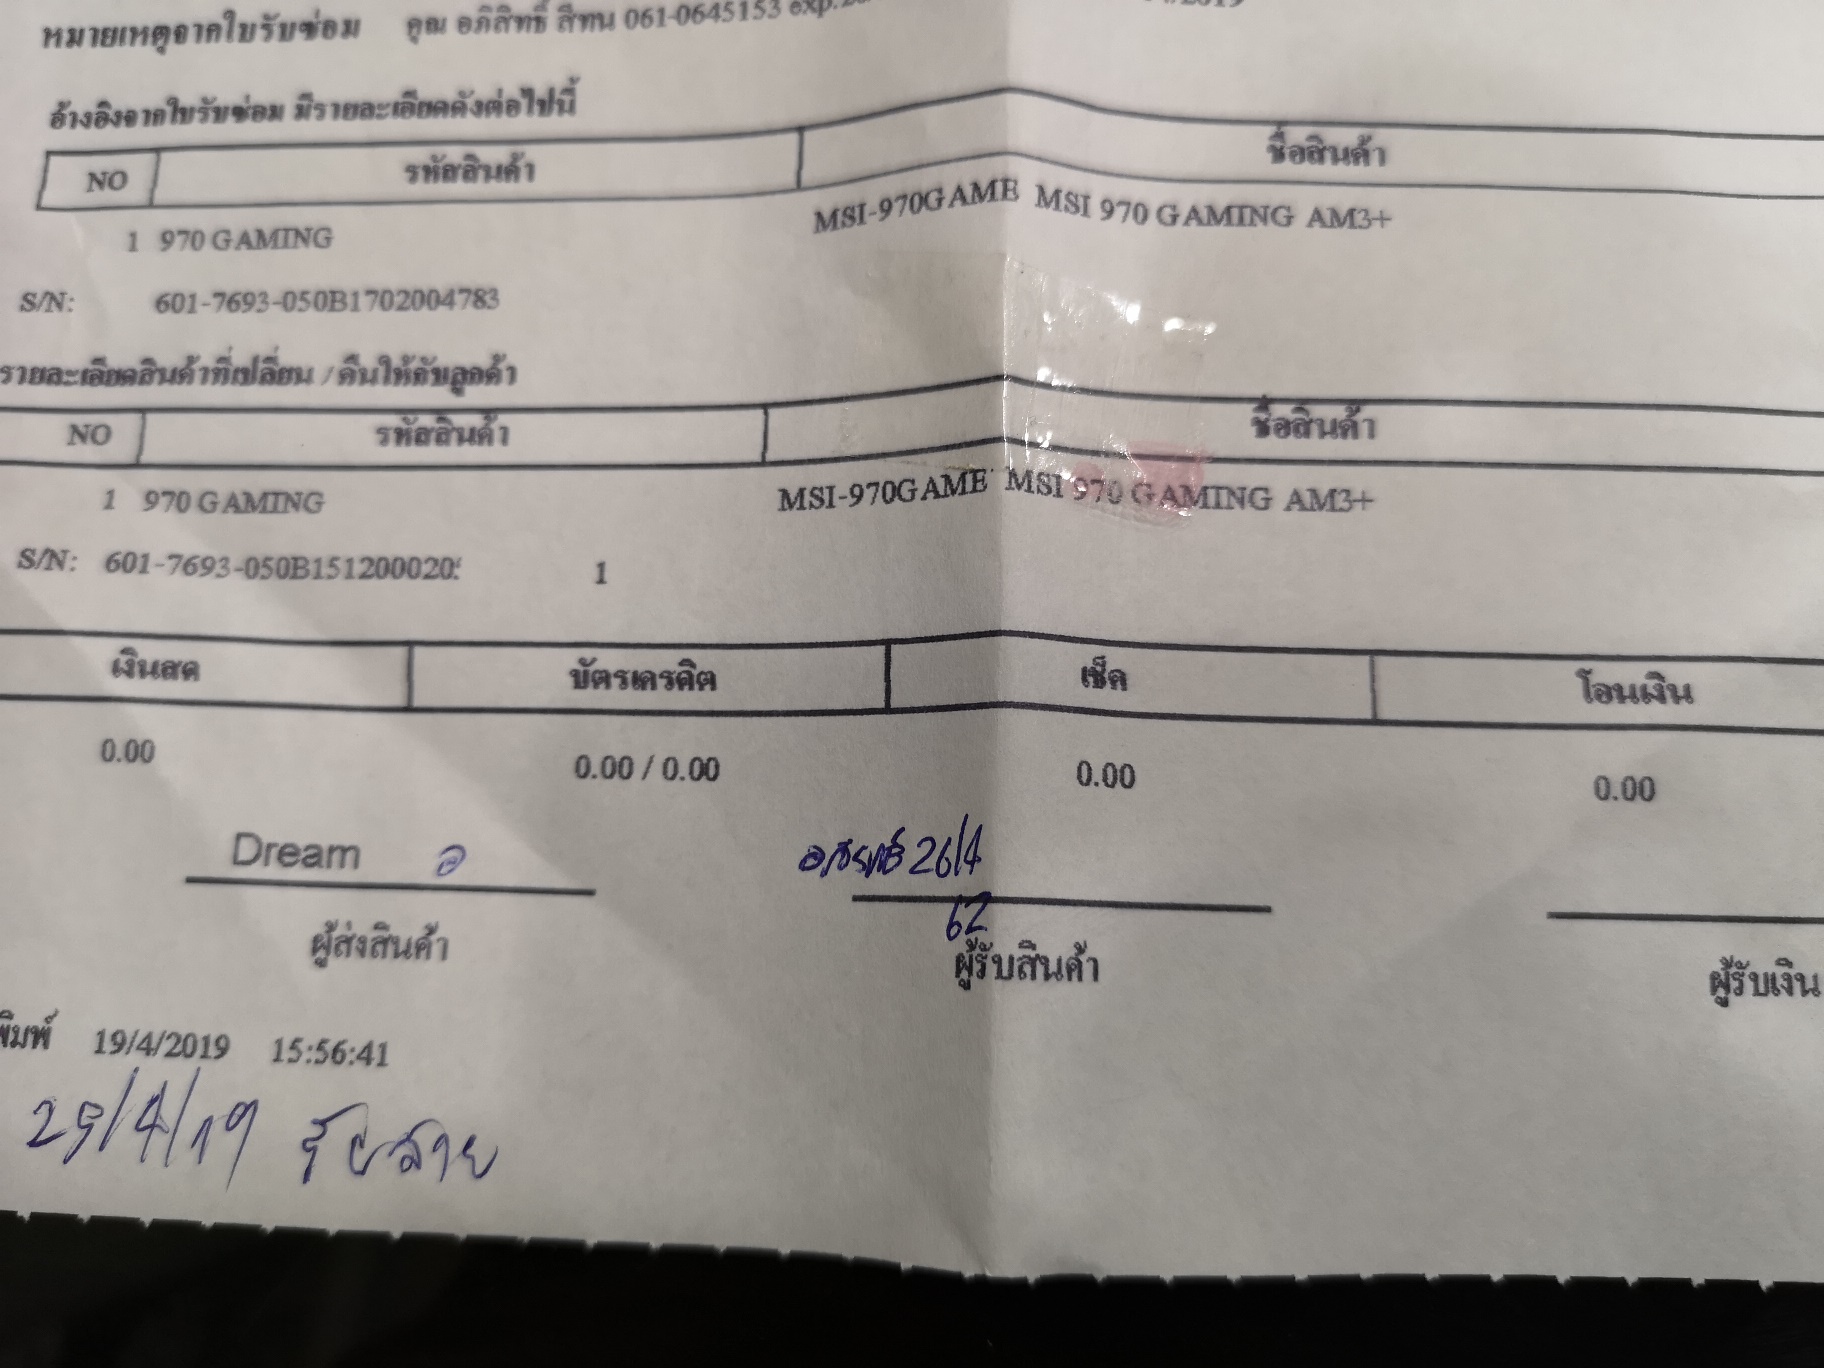 หมายเหตุจากใบรับซ่อม คุณ อภิสิทธิ์ สีทน 061-0645153 exp.
อ้างอิงจากใบรับซ่อม มีรายละเอียดดังต่อไปนี้
NO รหัสสินค้า ชื่อสินค้า
1 970 GAMING MSI-970GAME MSI 970 GAMING AM3+
S/N: 601-7693-050B1702004783
รายละเอียดสินค้าที่เปลี่ยน / คืนให้กับลูกค้า
NO รหัสสินค้า ชื่อสินค้า
1 970 GAMING MSI-970GAME MSI 970 GAMING AM3+
S/N: 601-7693-050B151200020 1
เงินสด บัตรเครดิต เช็ค โอนเงิน
0.00 0.00 / 0.00 0.00 0.00
Dream 26/4
62
ผู้ส่งสินค้า ผู้รับสินค้า ผู้รับเงิน
พิมพ์ 19/4/2019 15:56:41
25/4/19